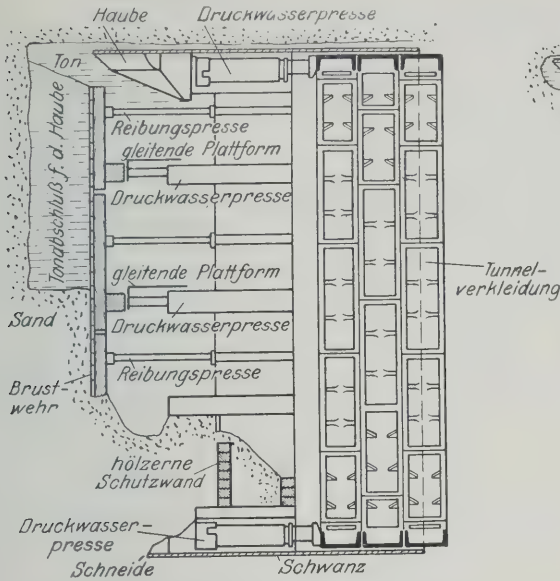 Haube
Druckwasserpresse
Ton
Tonabschluß f. d. Haube
Reibungspresse
gleitende Plattform
Druckwasserpresse
gleitende Plattform
Druckwasserpresse
Tunnel-
verkleidung
Sand
Reibungspresse
Brust-
wehr
hölzerne
Schutzwand
Druckwasser-
presse
Schneide
Schwanz